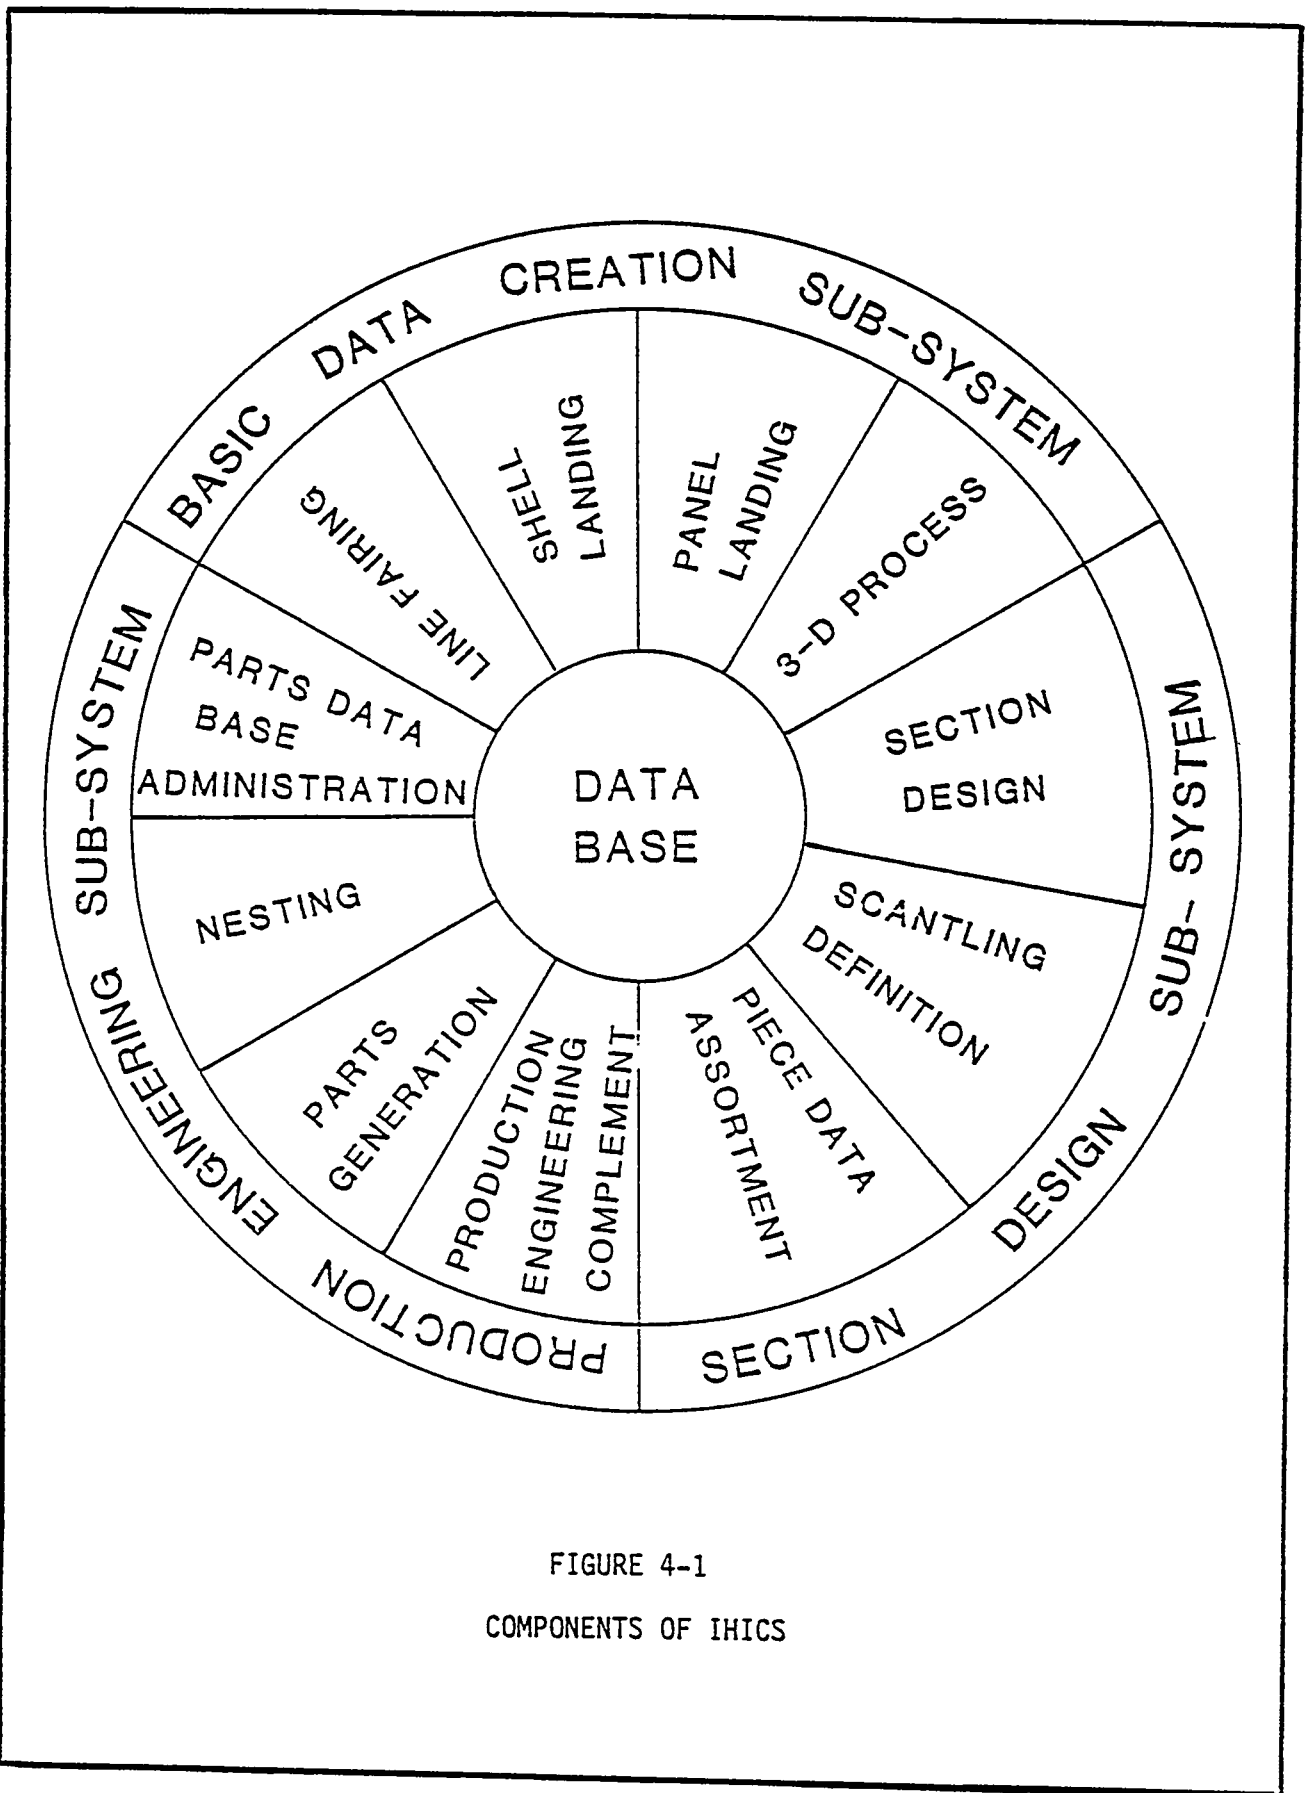 BASIC DATA CREATION SUB-SYSTEM
LINE FAIRING
SHELL
LANDING
PANEL
LANDING
3-D PROCESS
SECTION DESIGN SUB-SYSTEM
SECTION
DESIGN
SCANTLING
DEFINITION
PIECE DATA
ASSORTMENT
PRODUCTION ENGINEERING SUB-SYSTEM
PRODUCTION
ENGINEERING
COMPLEMENT
PARTS
GENERATION
NESTING
PARTS DATA
BASE
ADMINISTRATION
DATA
BASE
FIGURE 4-1
COMPONENTS OF IHICS